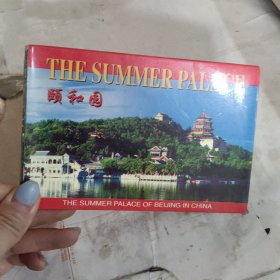 THE SUMMER PALACE
颐和园
THE SUMMER PALACE OF BEIJING IN CHINA